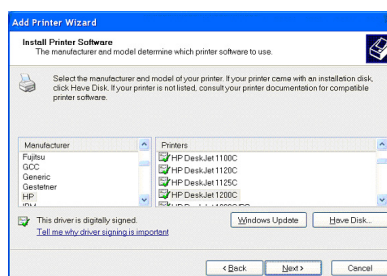 Add Printer Wizard
Install Printer Software
The manufacturer and model determine which printer software to use.
Select the manufacturer and model of your printer. If your printer came with an installation disk,
click Have Disk. If your printer is not listed, consult your printer documentation for compatible
printer software.
Manufacturer
Fujitsu
GCC
Generic
Gestetner
HP
IBM
Printers
HP DeskJet 1100C
HP DeskJet 1120C
HP DeskJet 1125C
HP DeskJet 1200C
This driver is digitally signed.
Tell me why driver signing is important
Windows Update
Have Disk...
< Back
Next >
Cancel